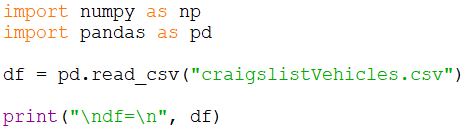 import numpy as np
import pandas as pd
df = pd.read_csv("craigslistVehicles.csv")
print("\ndf=\n", df)